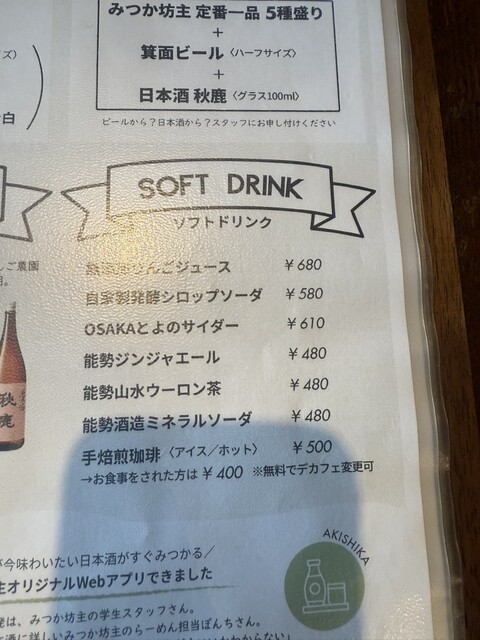 みつか坊主 定番一品 5種盛り
+
箕面ビール〈ハーフサイズ〉
+
日本酒 秋鹿〈グラス100ml〉
ビールから？日本酒から？スタッフにお申し付けください
ズ〉
白
SOFT DRINK
ソフトドリンク
りんごジュース ¥680
自家製発酵シロップソーダ ¥580
OSAKAとよのサイダー ¥610
能勢ジンジャエール ¥480
能勢山水ウーロン茶 ¥480
能勢酒造ミネラルソーダ ¥480
手焙煎珈琲〈アイス／ホット〉 ¥500
→お食事をされた方は ¥400 ※無料でデカフェ変更可
んご農園
秋鹿
が今味わいたい日本酒がすぐみつかる／
オリジナルWebアプリできました
発は、みつか坊主の学生スタッフさん。
酒に詳しいみつか坊主のらーめん担当ぽんちさん。
AKISHIKA